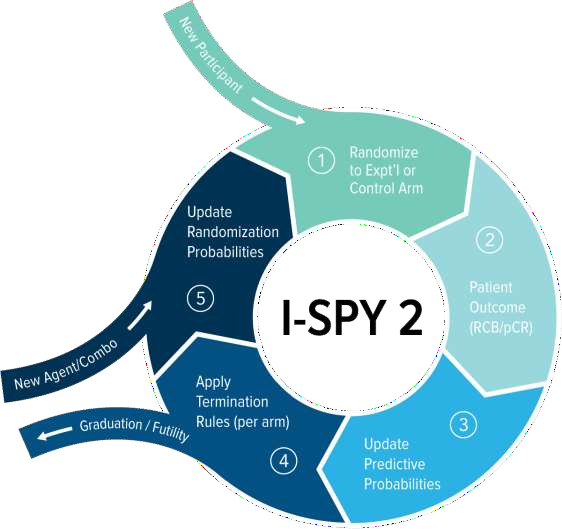 New Participant
1
Randomize
to Expt'l or
Control Arm
2
Patient
Outcome
(RCB/pCR)
3
Update
Predictive
Probabilities
4
Apply
Termination
Rules (per arm)
Graduation / Futility
5
Update
Randomization
Probabilities
New Agent/Combo
I-SPY 2